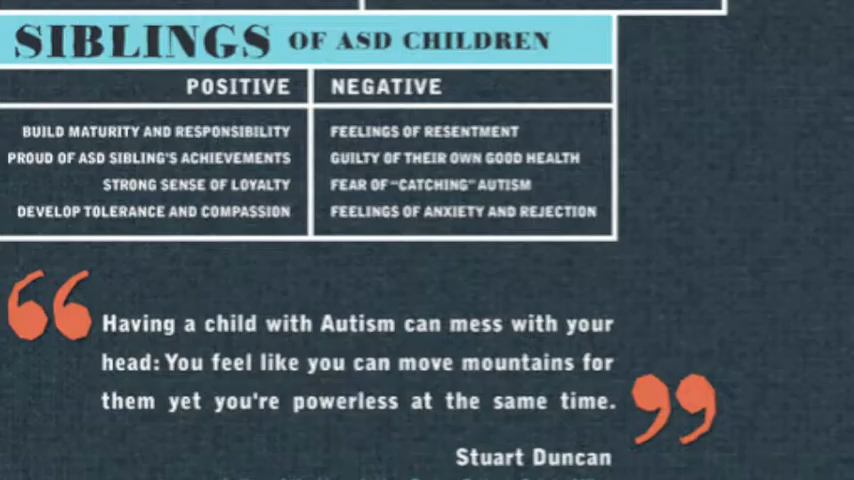 SIBLINGS OF ASD CHILDREN
POSITIVE NEGATIVE
BUILD MATURITY AND RESPONSIBILITY FEELINGS OF RESENTMENT
PROUD OF ASD SIBLING'S ACHIEVEMENTS GUILTY OF THEIR OWN GOOD HEALTH
STRONG SENSE OF LOYALTY FEAR OF "CATCHING" AUTISM
DEVELOP TOLERANCE AND COMPASSION FEELINGS OF ANXIETY AND REJECTION
“ Having a child with Autism can mess with your
head: You feel like you can move mountains for
them yet you're powerless at the same time. ”
Stuart Duncan